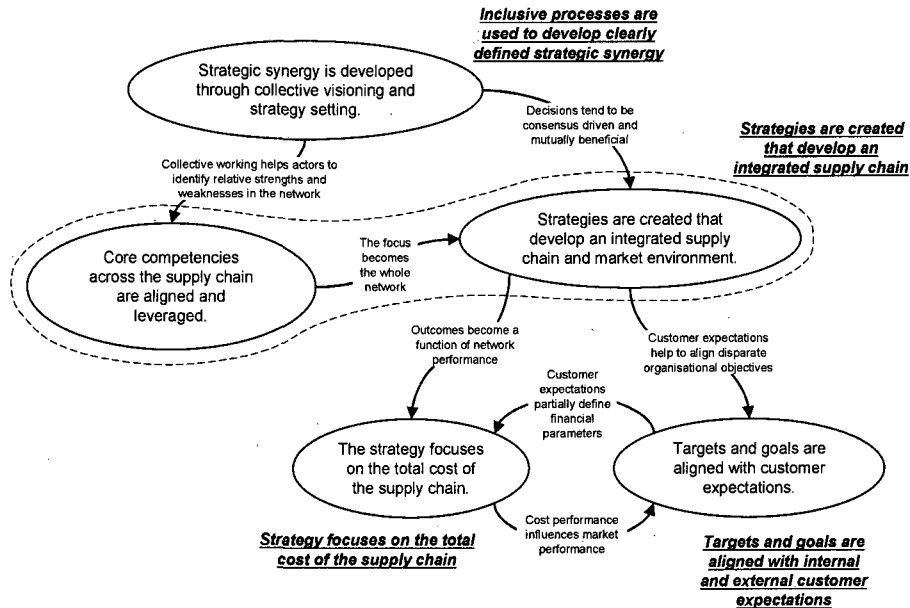 Inclusive processes are
used to develop clearly
defined strategic synergy
Strategic synergy is developed
through collective visioning and
strategy setting.
Decisions tend to be
consensus driven and
mutually beneficial
Strategies are created
that develop an
integrated supply chain
Collective working helps actors to
identify relative strengths and
weaknesses in the network
Strategies are created that
develop an integrated supply
chain and market environment.
Core competencies
across the supply chain
are aligned and
leveraged.
The focus
becomes
the whole
network
Outcomes become a
function of network
performance
Customer expectations
help to align disparate
organisational objectives
Customer
expectations
partially define
financial
parameters
The strategy focuses
on the total cost of
the supply chain.
Targets and goals are
aligned with customer
expectations.
Cost performance
influences market
performance
Strategy focuses on the total
cost of the supply chain
Targets and goals are
aligned with internal
and external customer
expectations